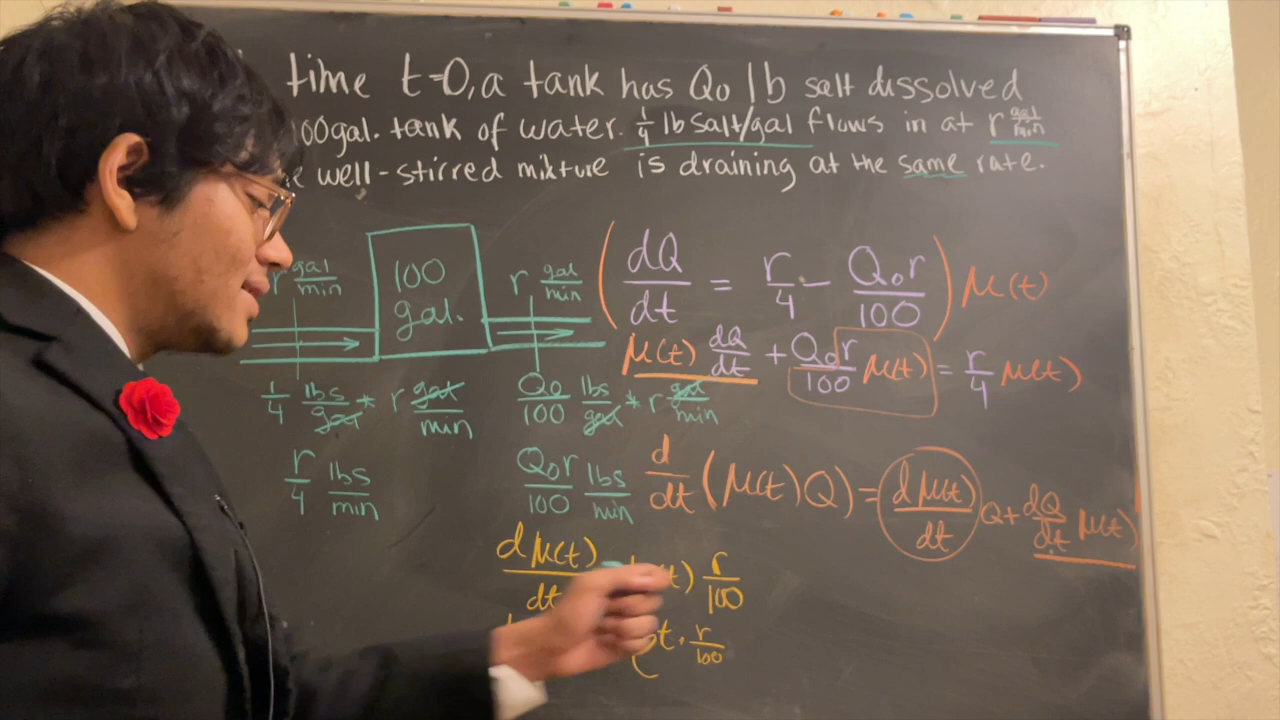 time t=0, a tank has Q₀ lb salt dissolved
100gal. tank of water. 1/4 lb salt/gal flows in at r gal/min
well-stirred mixture is draining at the same rate.
r gal/min
100 gal.
r gal/min
(dQ/dt = r/4 - Q₀r/100) μ(t)
μ(t) dQ/dt + Q₀r/100 μ(t) = r/4 μ(t)
1/4 lbs/gal * r gal/min
Q₀/100 lbs/gal * r gal/min
r/4 lbs/min
Q₀r/100 lbs/min
d/dt (μ(t)Q) = dμ(t)/dt Q + dQ/dt μ(t)
dμ(t)/dt = t) r/100
t · r/100